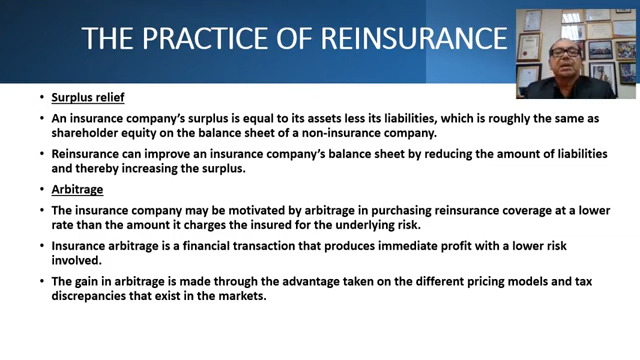 THE PRACTICE OF REINSURANCE
• Surplus relief
• An insurance company's surplus is equal to its assets less its liabilities, which is roughly the same as
shareholder equity on the balance sheet of a non-insurance company.
• Reinsurance can improve an insurance company's balance sheet by reducing the amount of liabilities
and thereby increasing the surplus.
• Arbitrage
• The insurance company may be motivated by arbitrage in purchasing reinsurance coverage at a lower
rate than the amount it charges the insured for the underlying risk.
• Insurance arbitrage is a financial transaction that produces immediate profit with a lower risk
involved.
• The gain in arbitrage is made through the advantage taken on the different pricing models and tax
discrepancies that exist in the markets.